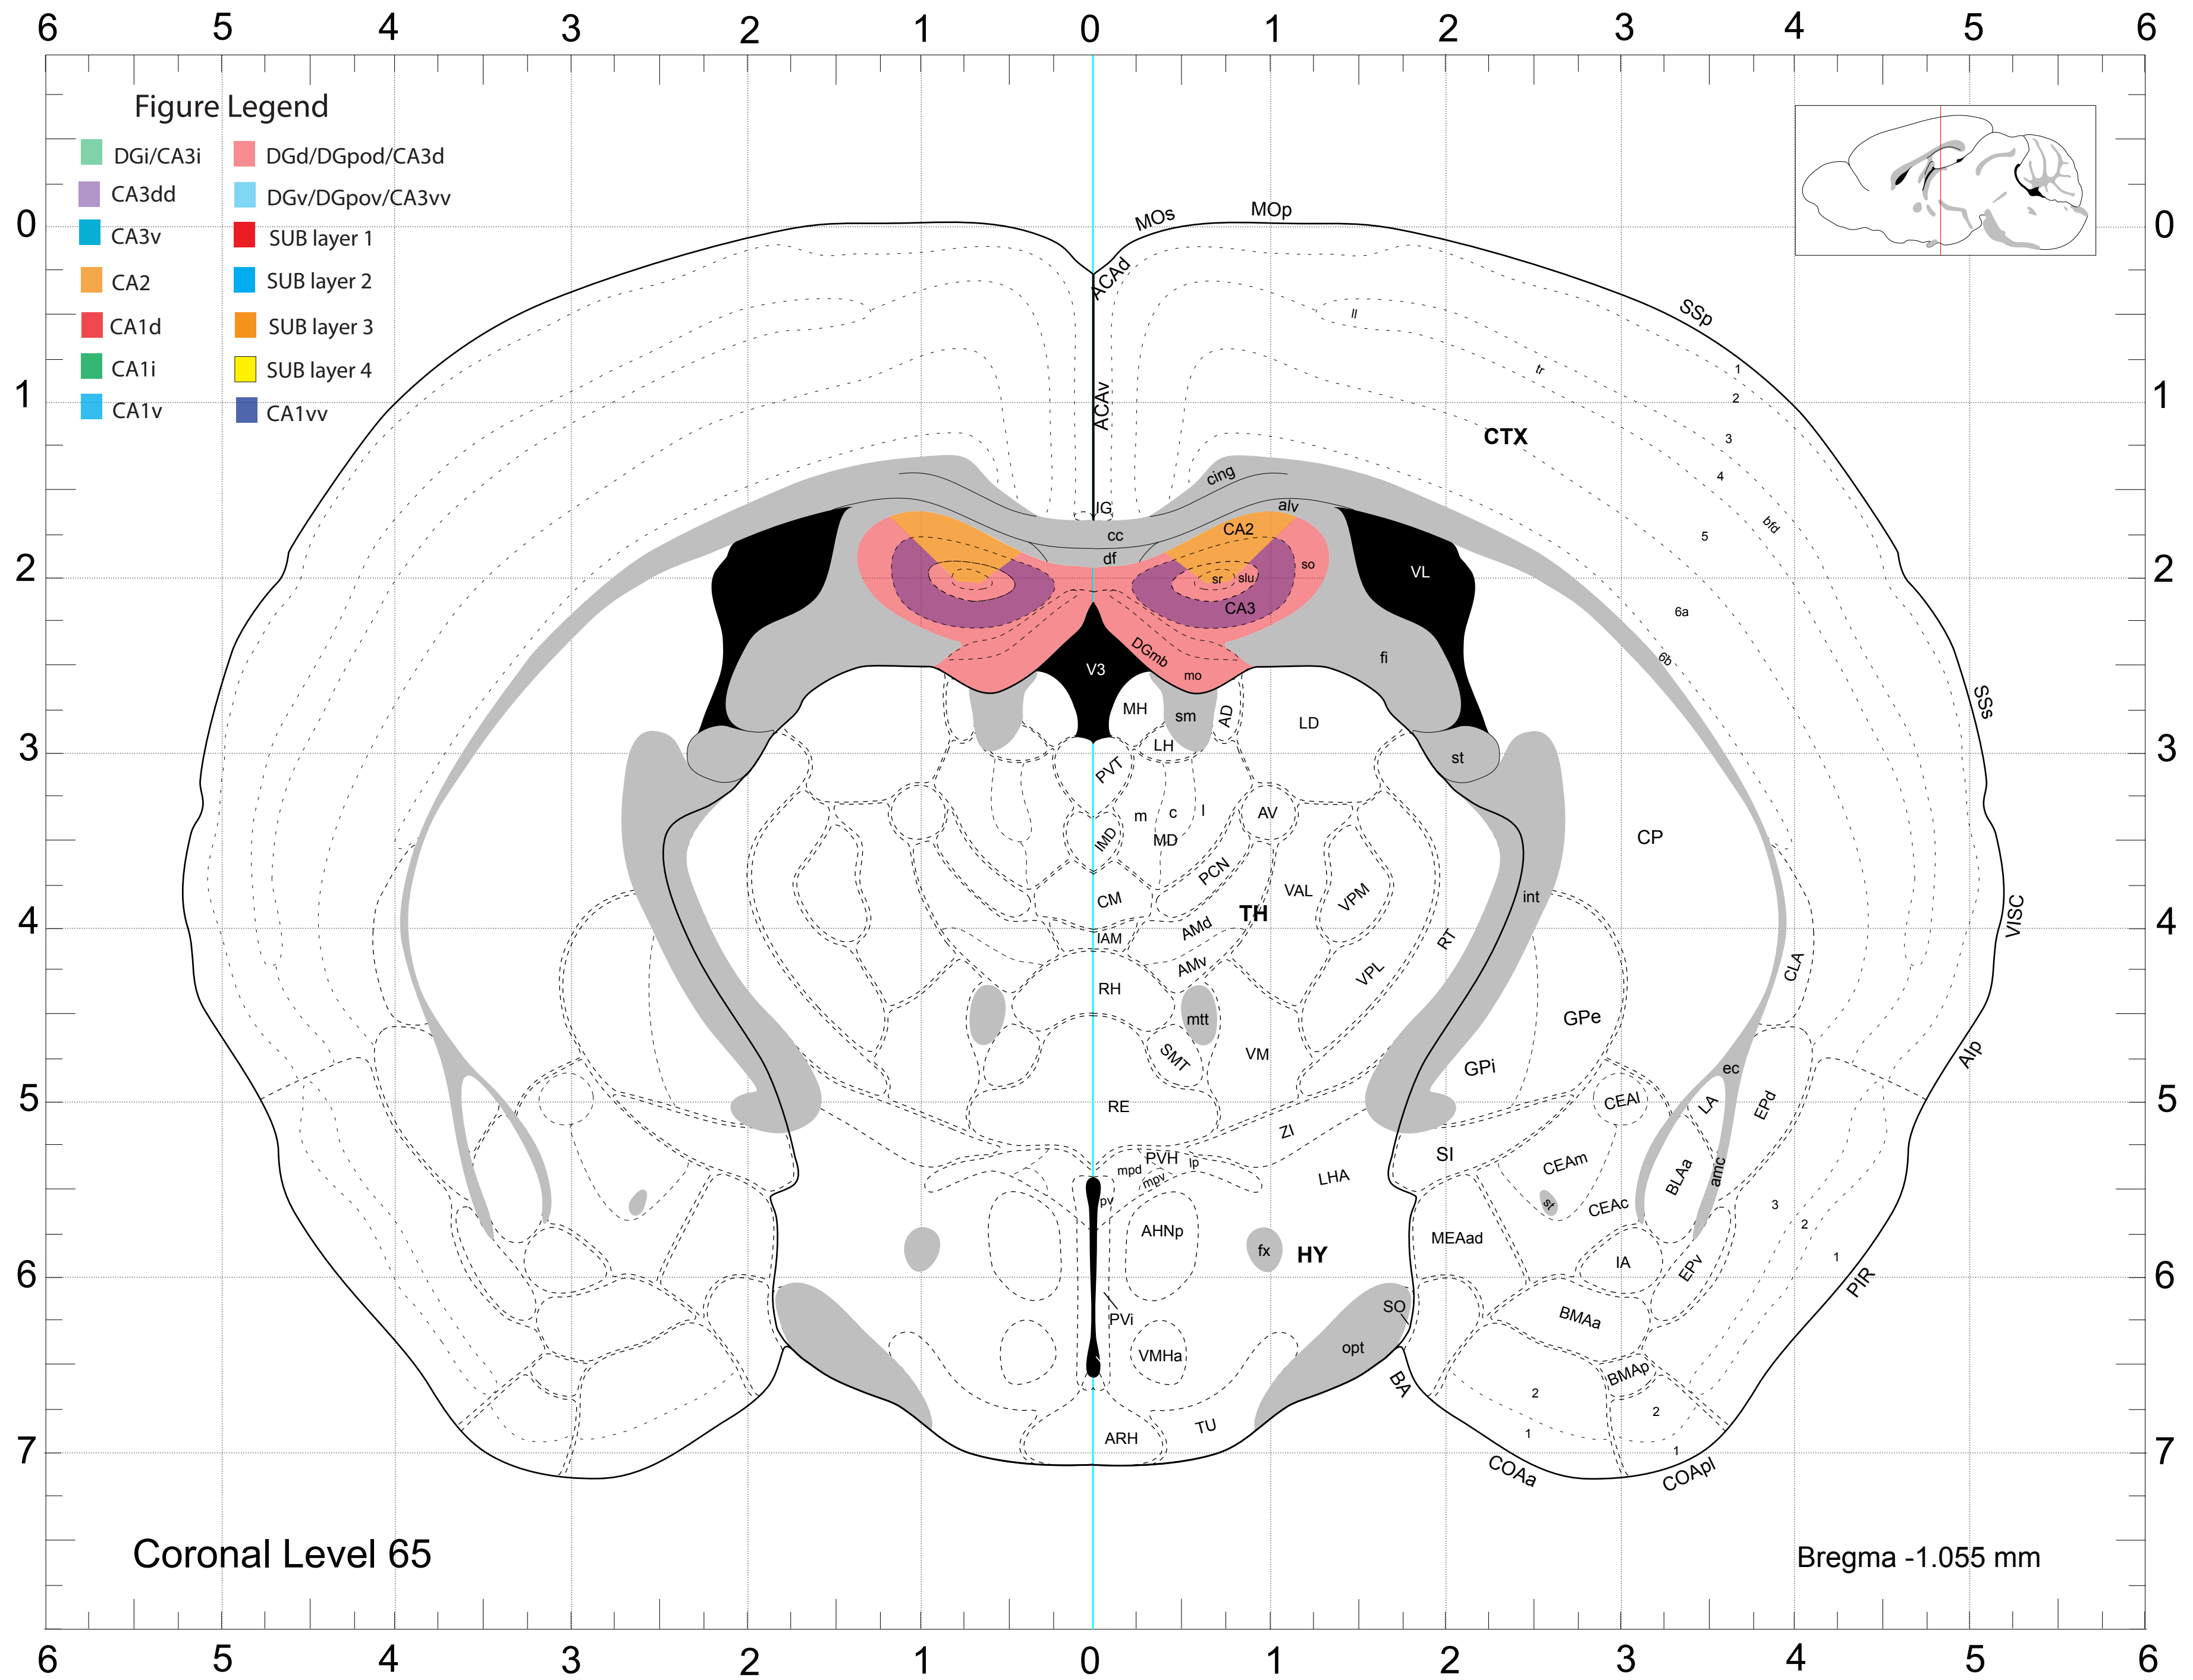 6 5 4 3 2 1 0 1 2 3 4 5 6
Figure Legend
DGi/CA3i DGd/DGpod/CA3d
CA3dd DGv/DGpov/CA3vv
CA3v SUB layer 1
CA2 SUB layer 2
CA1d SUB layer 3
CA1i SUB layer 4
CA1v CA1vv
0 MOs MOp 0
ACAd
SSp
ll
tr 1
1 ACAv 2 1
CTX 3
cing 4
IG alv
cc CA2 5 bfd
df so
2 sr slu VL 2
CA3 6a
DGmb fi 6b
V3
mo
MH sm AD LD SSs
LH
3 PVT st 3
m c l AV
IMD MD CP
PCN
CM VAL VPM int
TH
4 IAM AMd RT VISC 4
AMv VPL CLA
RH
mtt GPe
SMT VM GPi AIp
ec
5 RE CEAl LA EPd 5
ZI
PVH lp SI
mpd CEAm
mpv LHA BLAa amc
pv st CEAc 3
AHNp MEAad 2
fx HY IA EPv 1
6 PIR 6
SO
PVi BMAa
VMHa opt
BMAp
BA 2
2
TU 1
7 ARH 1 7
COAa COApl
Coronal Level 65 Bregma -1.055 mm
6 5 4 3 2 1 0 1 2 3 4 5 6